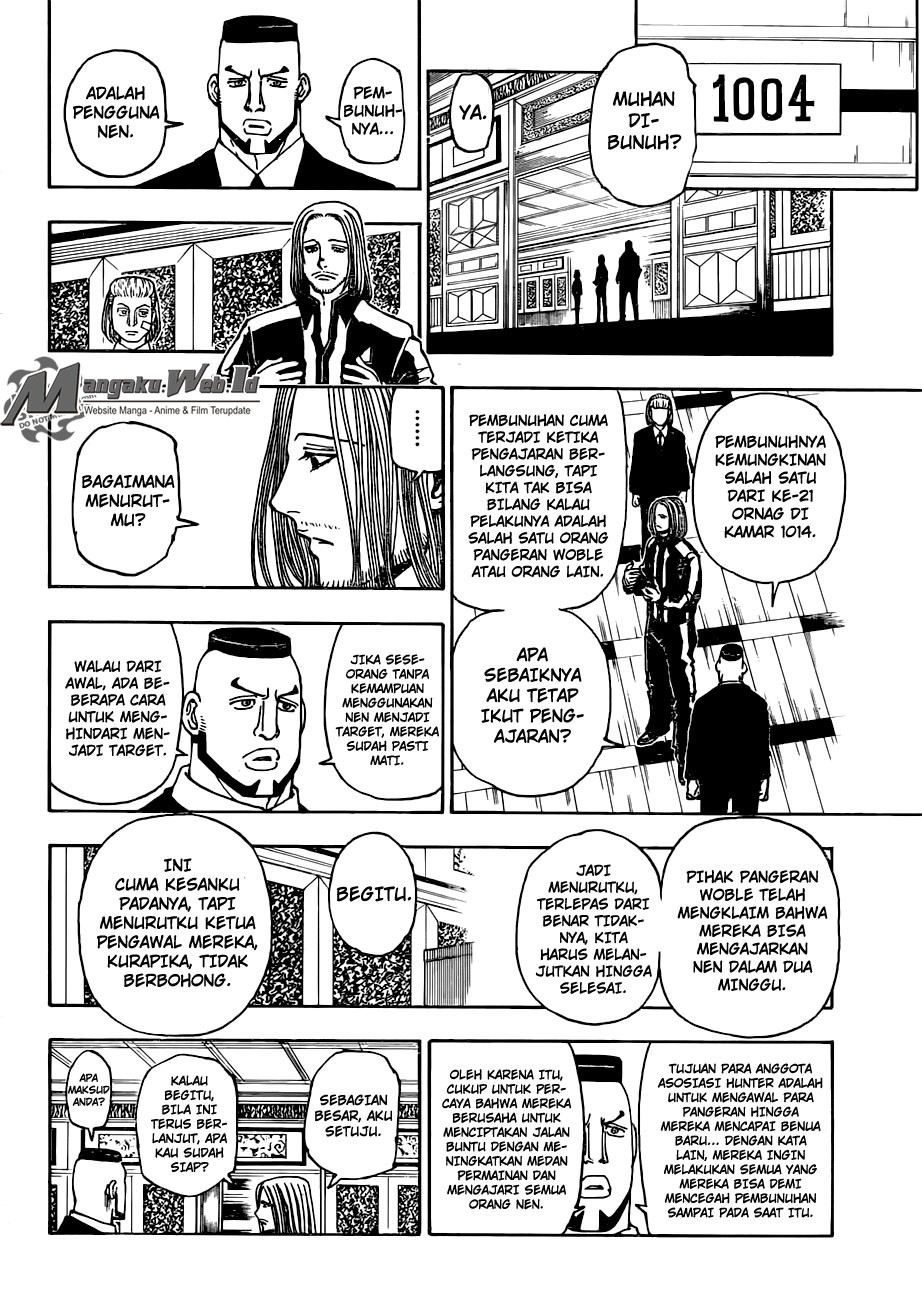 1004
MUHAN
DI-
BUNUH?
YA.
PEM-
BUNUH-
NYA...
ADALAH
PENGGUNA
NEN.
Mangaku.Web.Id
Website Manga - Anime & Film Terupdate
PEMBUNUHNYA
KEMUNGKINAN
SALAH SATU
DARI KE-21
ORNAG DI
KAMAR 1014.
PEMBUNUHAN CUMA
TERJADI KETIKA
PENGAJARAN BER-
LANGSUNG, TAPI
KITA TAK BISA
BILANG KALAU
PELAKUNYA ADALAH
SALAH SATU ORANG
PANGERAN WOBLE
ATAU ORANG LAIN.
APA
SEBAIKNYA
AKU TETAP
IKUT PENG-
AJARAN?
......
BAGAIMANA
MENURUT-
MU?
JIKA SESE-
ORANG TANPA
KEMAMPUAN
MENGGUNAKAN
NEN MENJADI
TARGET, MEREKA
SUDAH PASTI
MATI.
WALAU DARI
AWAL, ADA BE-
BERAPA CARA
UNTUK MENG-
HINDARI MEN-
JADI TARGET.
PIHAK PANGERAN
WOBLE TELAH
MENGKLAIM BAHWA
MEREKA BISA
MENGAJARKAN
NEN DALAM DUA
MINGGU.
JADI
MENURUTKU,
TERLEPAS DARI
BENAR TIDAK-
NYA, KITA
HARUS MELAN-
JUTKAN HINGGA
SELESAI.
BEGITU.
INI
CUMA KESANKU
PADANYA, TAPI
MENURUTKU KETUA
PENGAWAL MEREKA,
KURAPIKA, TIDAK
BERBOHONG.
TUJUAN PARA ANGGOTA
ASOSIASI HUNTER ADALAH
UNTUK MENGAWAL PARA
PANGERAN HINGGA
MEREKA MENCAPAI BENUA
BARU... DENGAN KATA
LAIN, MEREKA INGIN
MELAKUKAN SEMUA YANG
MEREKA BISA DEMI
MENCEGAH PEMBUNUHAN
SAMPAI PADA SAAT ITU.
OLEH KARENA ITU,
CUKUP UNTUK PER-
CAYA BAHWA MEREKA
BERUSAHA UNTUK
MENCIPTAKAN JALAN
BUNTU DENGAN ME-
NINGKATKAN MEDAN
PERMAINAN DAN
MENGAJARI SEMUA
ORANG NEN.
SEBAGIAN
BESAR, AKU
SETUJU.
KALAU
BEGITU,
BILA INI
TERUS BER-
LANJUT, APA
KAU SUDAH
SIAP?
APA
MAKSUD
ANDA?